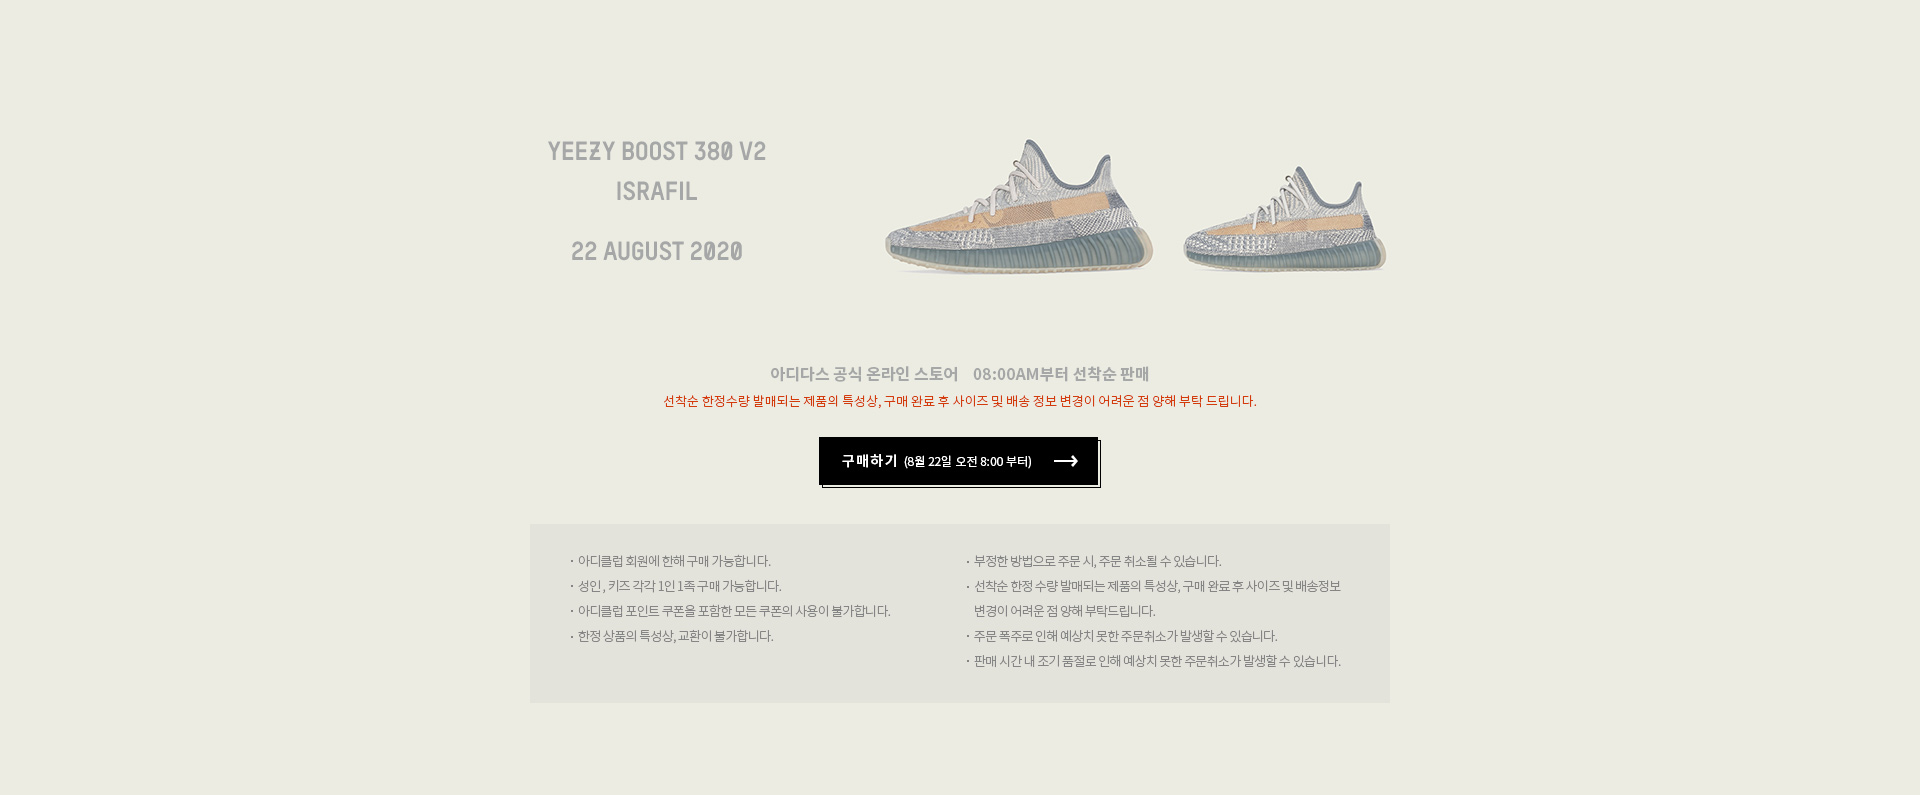 YEEZY BOOST 380 V2
ISRAFIL
22 AUGUST 2020
아디다스 공식 온라인 스토어 08:00AM부터 선착순 판매
선착순 한정수량 발매되는 제품의 특성상, 구매 완료 후 사이즈 및 배송 정보 변경이 어려운 점 양해 부탁 드립니다.
구매하기 (8월 22일 오전 8:00 부터)
· 아디클럽 회원에 한해 구매 가능합니다.
· 성인 , 키즈 각각 1인 1족 구매 가능합니다.
· 아디클럽 포인트 쿠폰을 포함한 모든 쿠폰의 사용이 불가합니다.
· 한정 상품의 특성상, 교환이 불가합니다.
· 부정한 방법으로 주문 시, 주문 취소될 수 있습니다.
· 선착순 한정 수량 발매되는 제품의 특성상, 구매 완료 후 사이즈 및 배송정보
변경이 어려운 점 양해 부탁드립니다.
· 주문 폭주로 인해 예상치 못한 주문취소가 발생할 수 있습니다.
· 판매 시간 내 조기 품절로 인해 예상치 못한 주문취소가 발생할 수 있습니다.